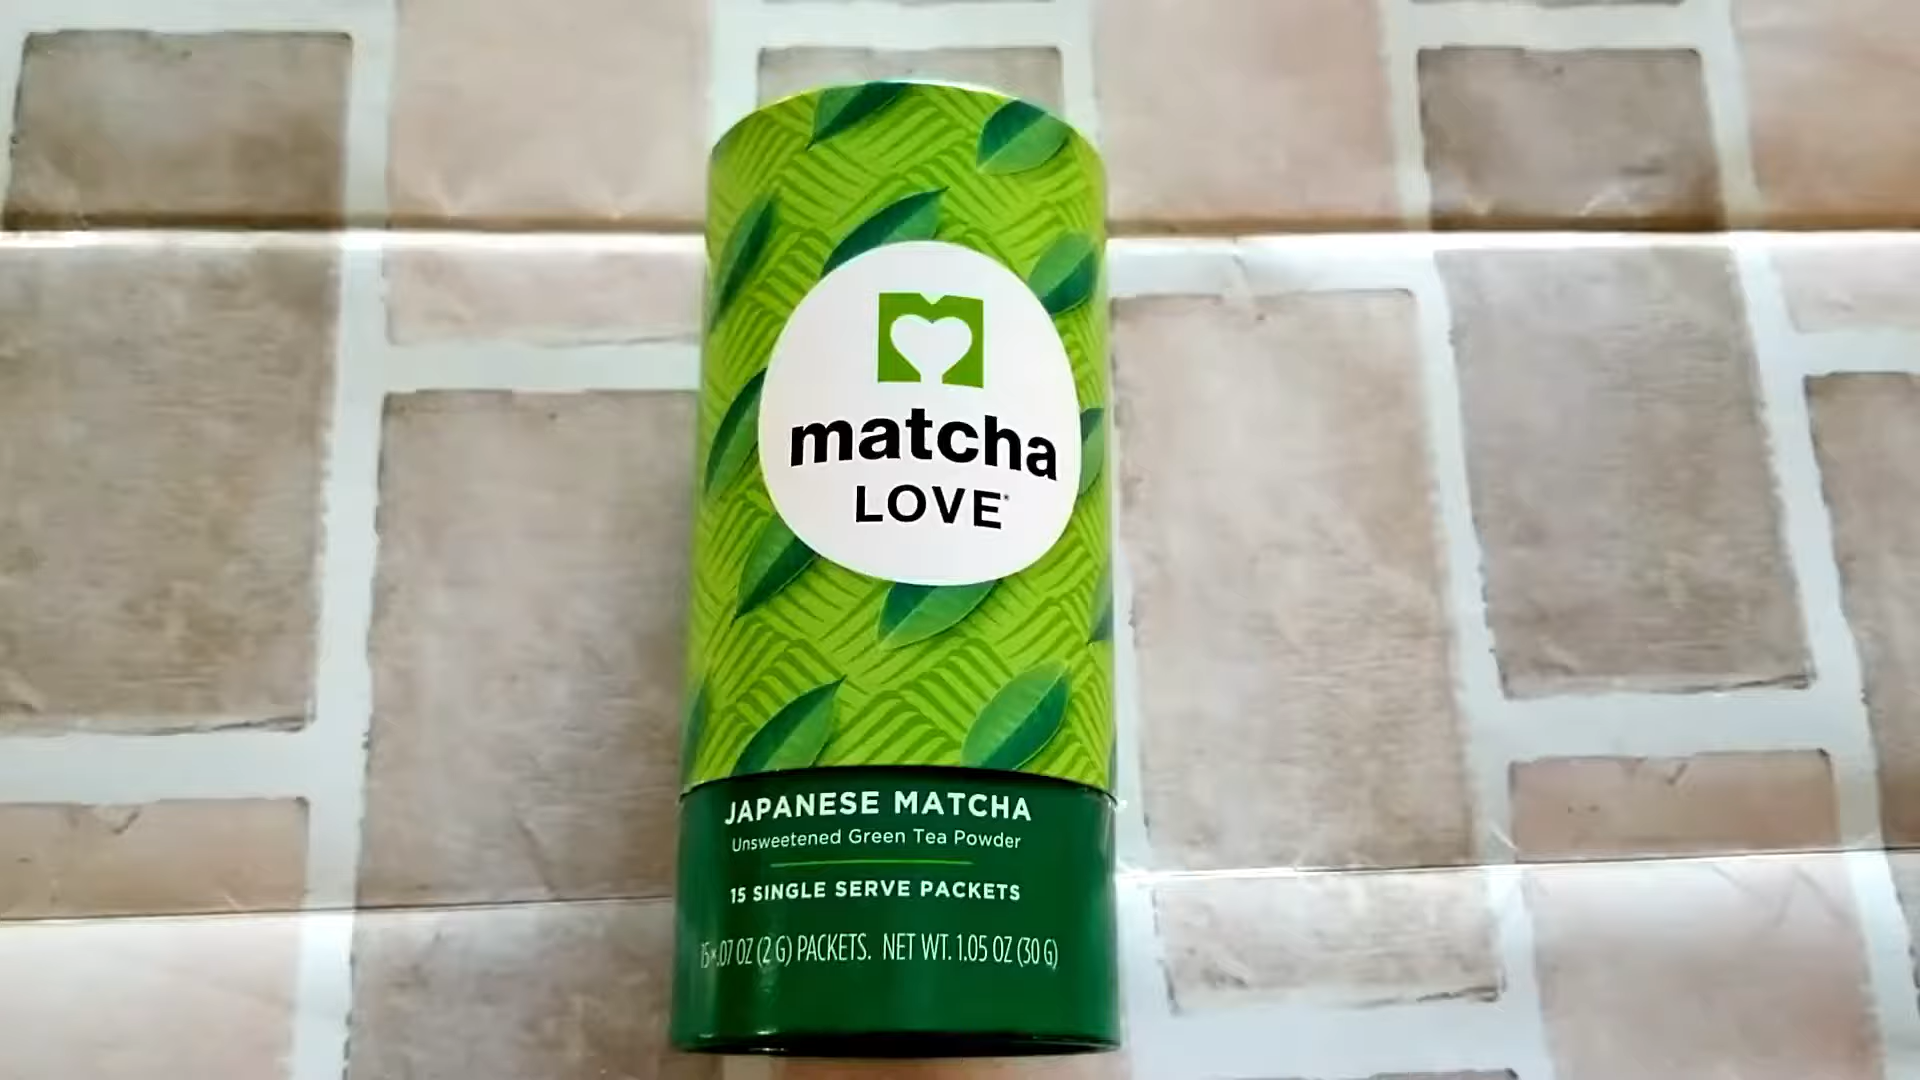 matcha
LOVE
JAPANESE MATCHA
Unsweetened Green Tea Powder
15 SINGLE SERVE PACKETS
15×.07 OZ (2 G) PACKETS. NET WT. 1.05 OZ (30 G)